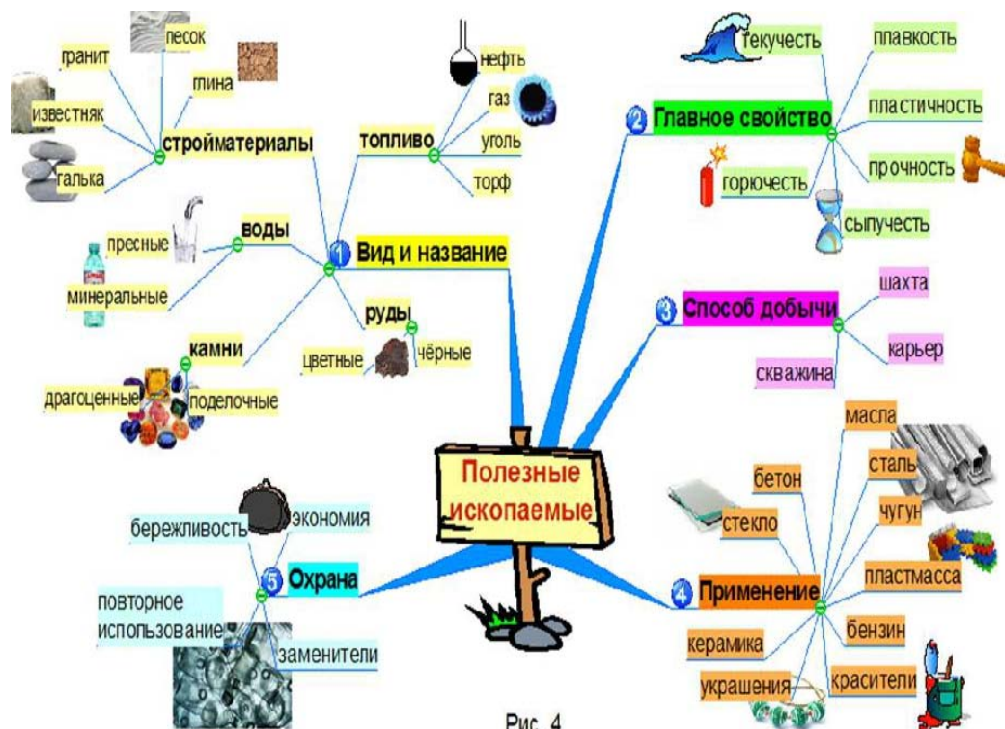 Полезные
ископаемые
1 Вид и название
стройматериалы
песок
гранит
глина
известняк
галька
топливо
нефть
газ
уголь
торф
воды
пресные
минеральные
руды
цветные
чёрные
камни
драгоценные
поделочные
2 Главное свойство
текучесть
плавкость
пластичность
прочность
горючесть
сыпучесть
3 Способ добычи
шахта
карьер
скважина
4 Применение
масла
сталь
бетон
чугун
стекло
пластмасса
бензин
керамика
украшения
красители
5 Охрана
бережливость
экономия
повторное
использование
заменители
Рис. 4